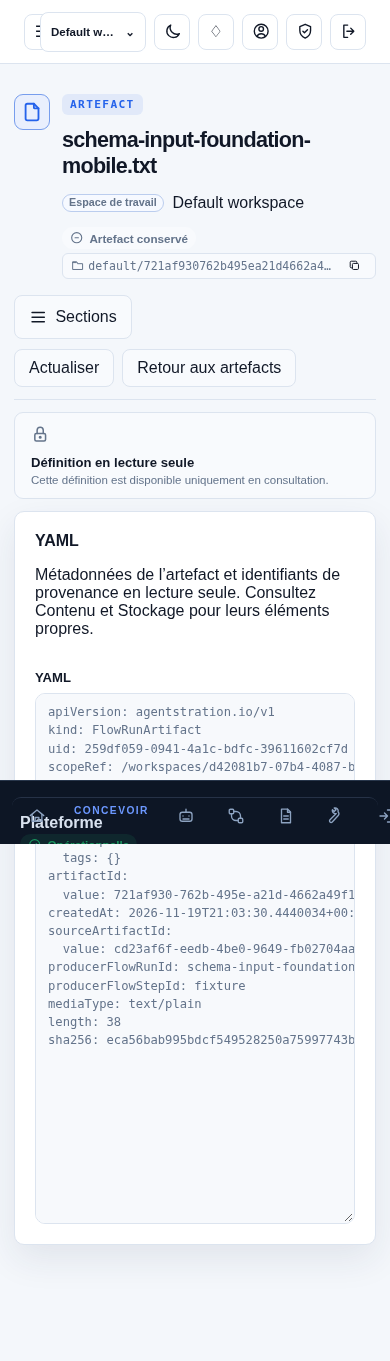 Default w…
ARTEFACT
schema-input-foundation-
mobile.txt
Espace de travail Default workspace
Artefact conservé
default/721af930762b495ea21d4662a4…
Sections
Actualiser Retour aux artefacts
Définition en lecture seule
Cette définition est disponible uniquement en consultation.
YAML
Métadonnées de l’artefact et identifiants de
provenance en lecture seule. Consultez
Contenu et Stockage pour leurs éléments
propres.
YAML
apiVersion: agentstration.io/v1
kind: FlowRunArtifact
uid: 259df059-0941-4a1c-bdfc-39611602cf7d
scopeRef: /workspaces/d42081b7-07b4-4087-b
CONCEVOIR
Plateforme
Opérationnelle
tags: {}
artifactId:
value: 721af930-762b-495e-a21d-4662a49f1
createdAt: 2026-11-19T21:03:30.4440034+00:
sourceArtifactId:
value: cd23af6f-eedb-4be0-9649-fb02704aa
producerFlowRunId: schema-input-foundation
producerFlowStepId: fixture
mediaType: text/plain
length: 38
sha256: eca56bab995bdcf549528250a75997743b